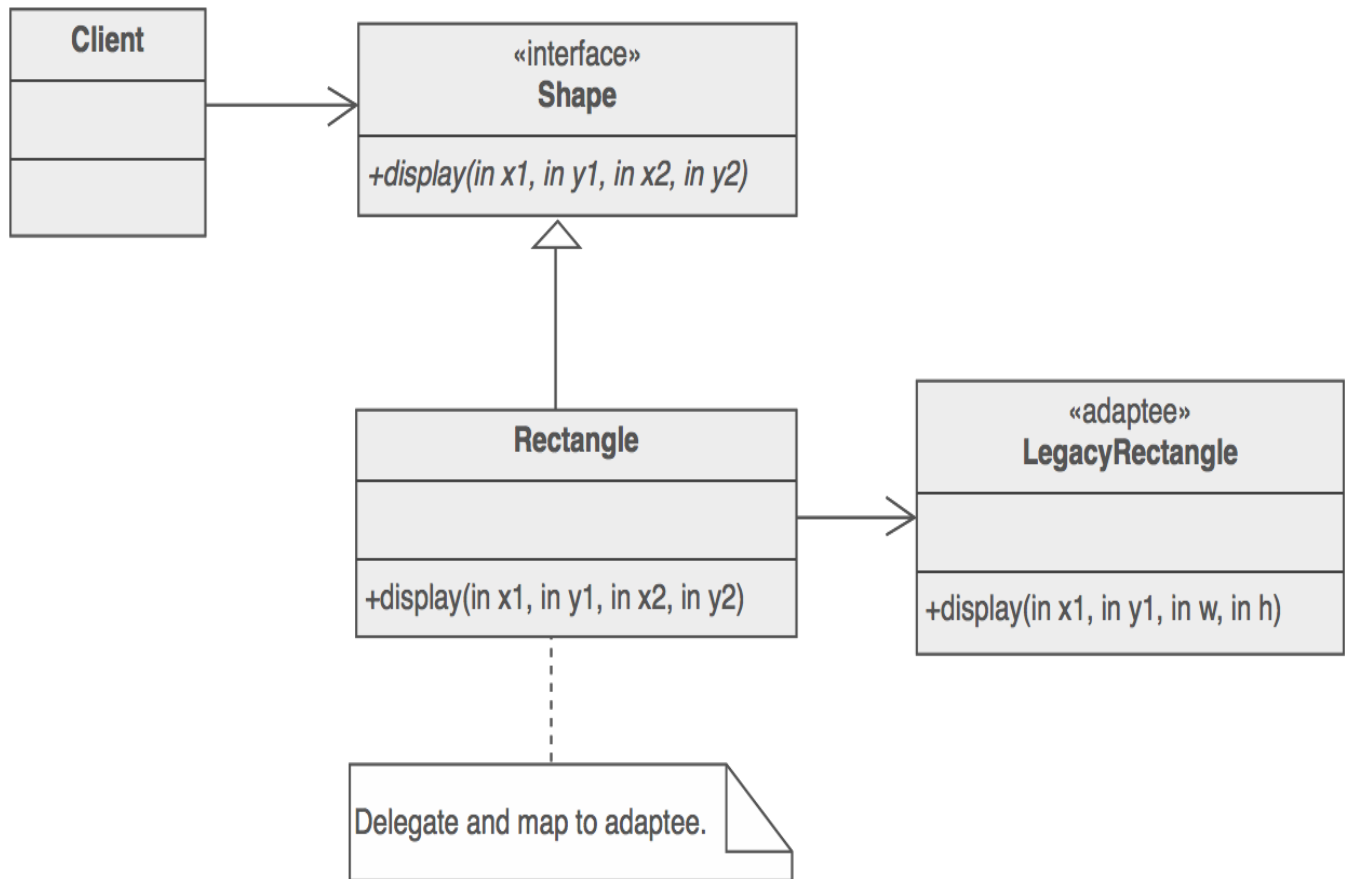 Client
«interface»
Shape
+display(in x1, in y1, in x2, in y2)
Rectangle
+display(in x1, in y1, in x2, in y2)
«adaptee»
LegacyRectangle
+display(in x1, in y1, in w, in h)
Delegate and map to adaptee.